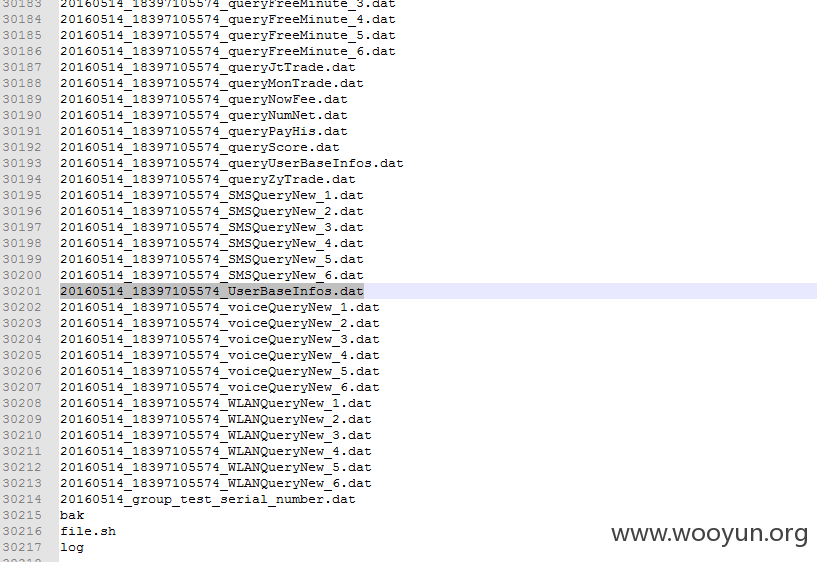 30183 20160514_18397105574_queryFreeMinute_3.dat
30184 20160514_18397105574_queryFreeMinute_4.dat
30185 20160514_18397105574_queryFreeMinute_5.dat
30186 20160514_18397105574_queryFreeMinute_6.dat
30187 20160514_18397105574_queryJtTrade.dat
30188 20160514_18397105574_queryMonTrade.dat
30189 20160514_18397105574_queryNowFee.dat
30190 20160514_18397105574_queryNumNet.dat
30191 20160514_18397105574_queryPayHis.dat
30192 20160514_18397105574_queryScore.dat
30193 20160514_18397105574_queryUserBaseInfos.dat
30194 20160514_18397105574_queryZyTrade.dat
30195 20160514_18397105574_SMSQueryNew_1.dat
30196 20160514_18397105574_SMSQueryNew_2.dat
30197 20160514_18397105574_SMSQueryNew_3.dat
30198 20160514_18397105574_SMSQueryNew_4.dat
30199 20160514_18397105574_SMSQueryNew_5.dat
30200 20160514_18397105574_SMSQueryNew_6.dat
30201 20160514_18397105574_UserBaseInfos.dat
30202 20160514_18397105574_voiceQueryNew_1.dat
30203 20160514_18397105574_voiceQueryNew_2.dat
30204 20160514_18397105574_voiceQueryNew_3.dat
30205 20160514_18397105574_voiceQueryNew_4.dat
30206 20160514_18397105574_voiceQueryNew_5.dat
30207 20160514_18397105574_voiceQueryNew_6.dat
30208 20160514_18397105574_WLANQueryNew_1.dat
30209 20160514_18397105574_WLANQueryNew_2.dat
30210 20160514_18397105574_WLANQueryNew_3.dat
30211 20160514_18397105574_WLANQueryNew_4.dat
30212 20160514_18397105574_WLANQueryNew_5.dat
30213 20160514_18397105574_WLANQueryNew_6.dat
30214 20160514_group_test_serial_number.dat
30215 bak
30216 file.sh
30217 log
www.wooyun.org